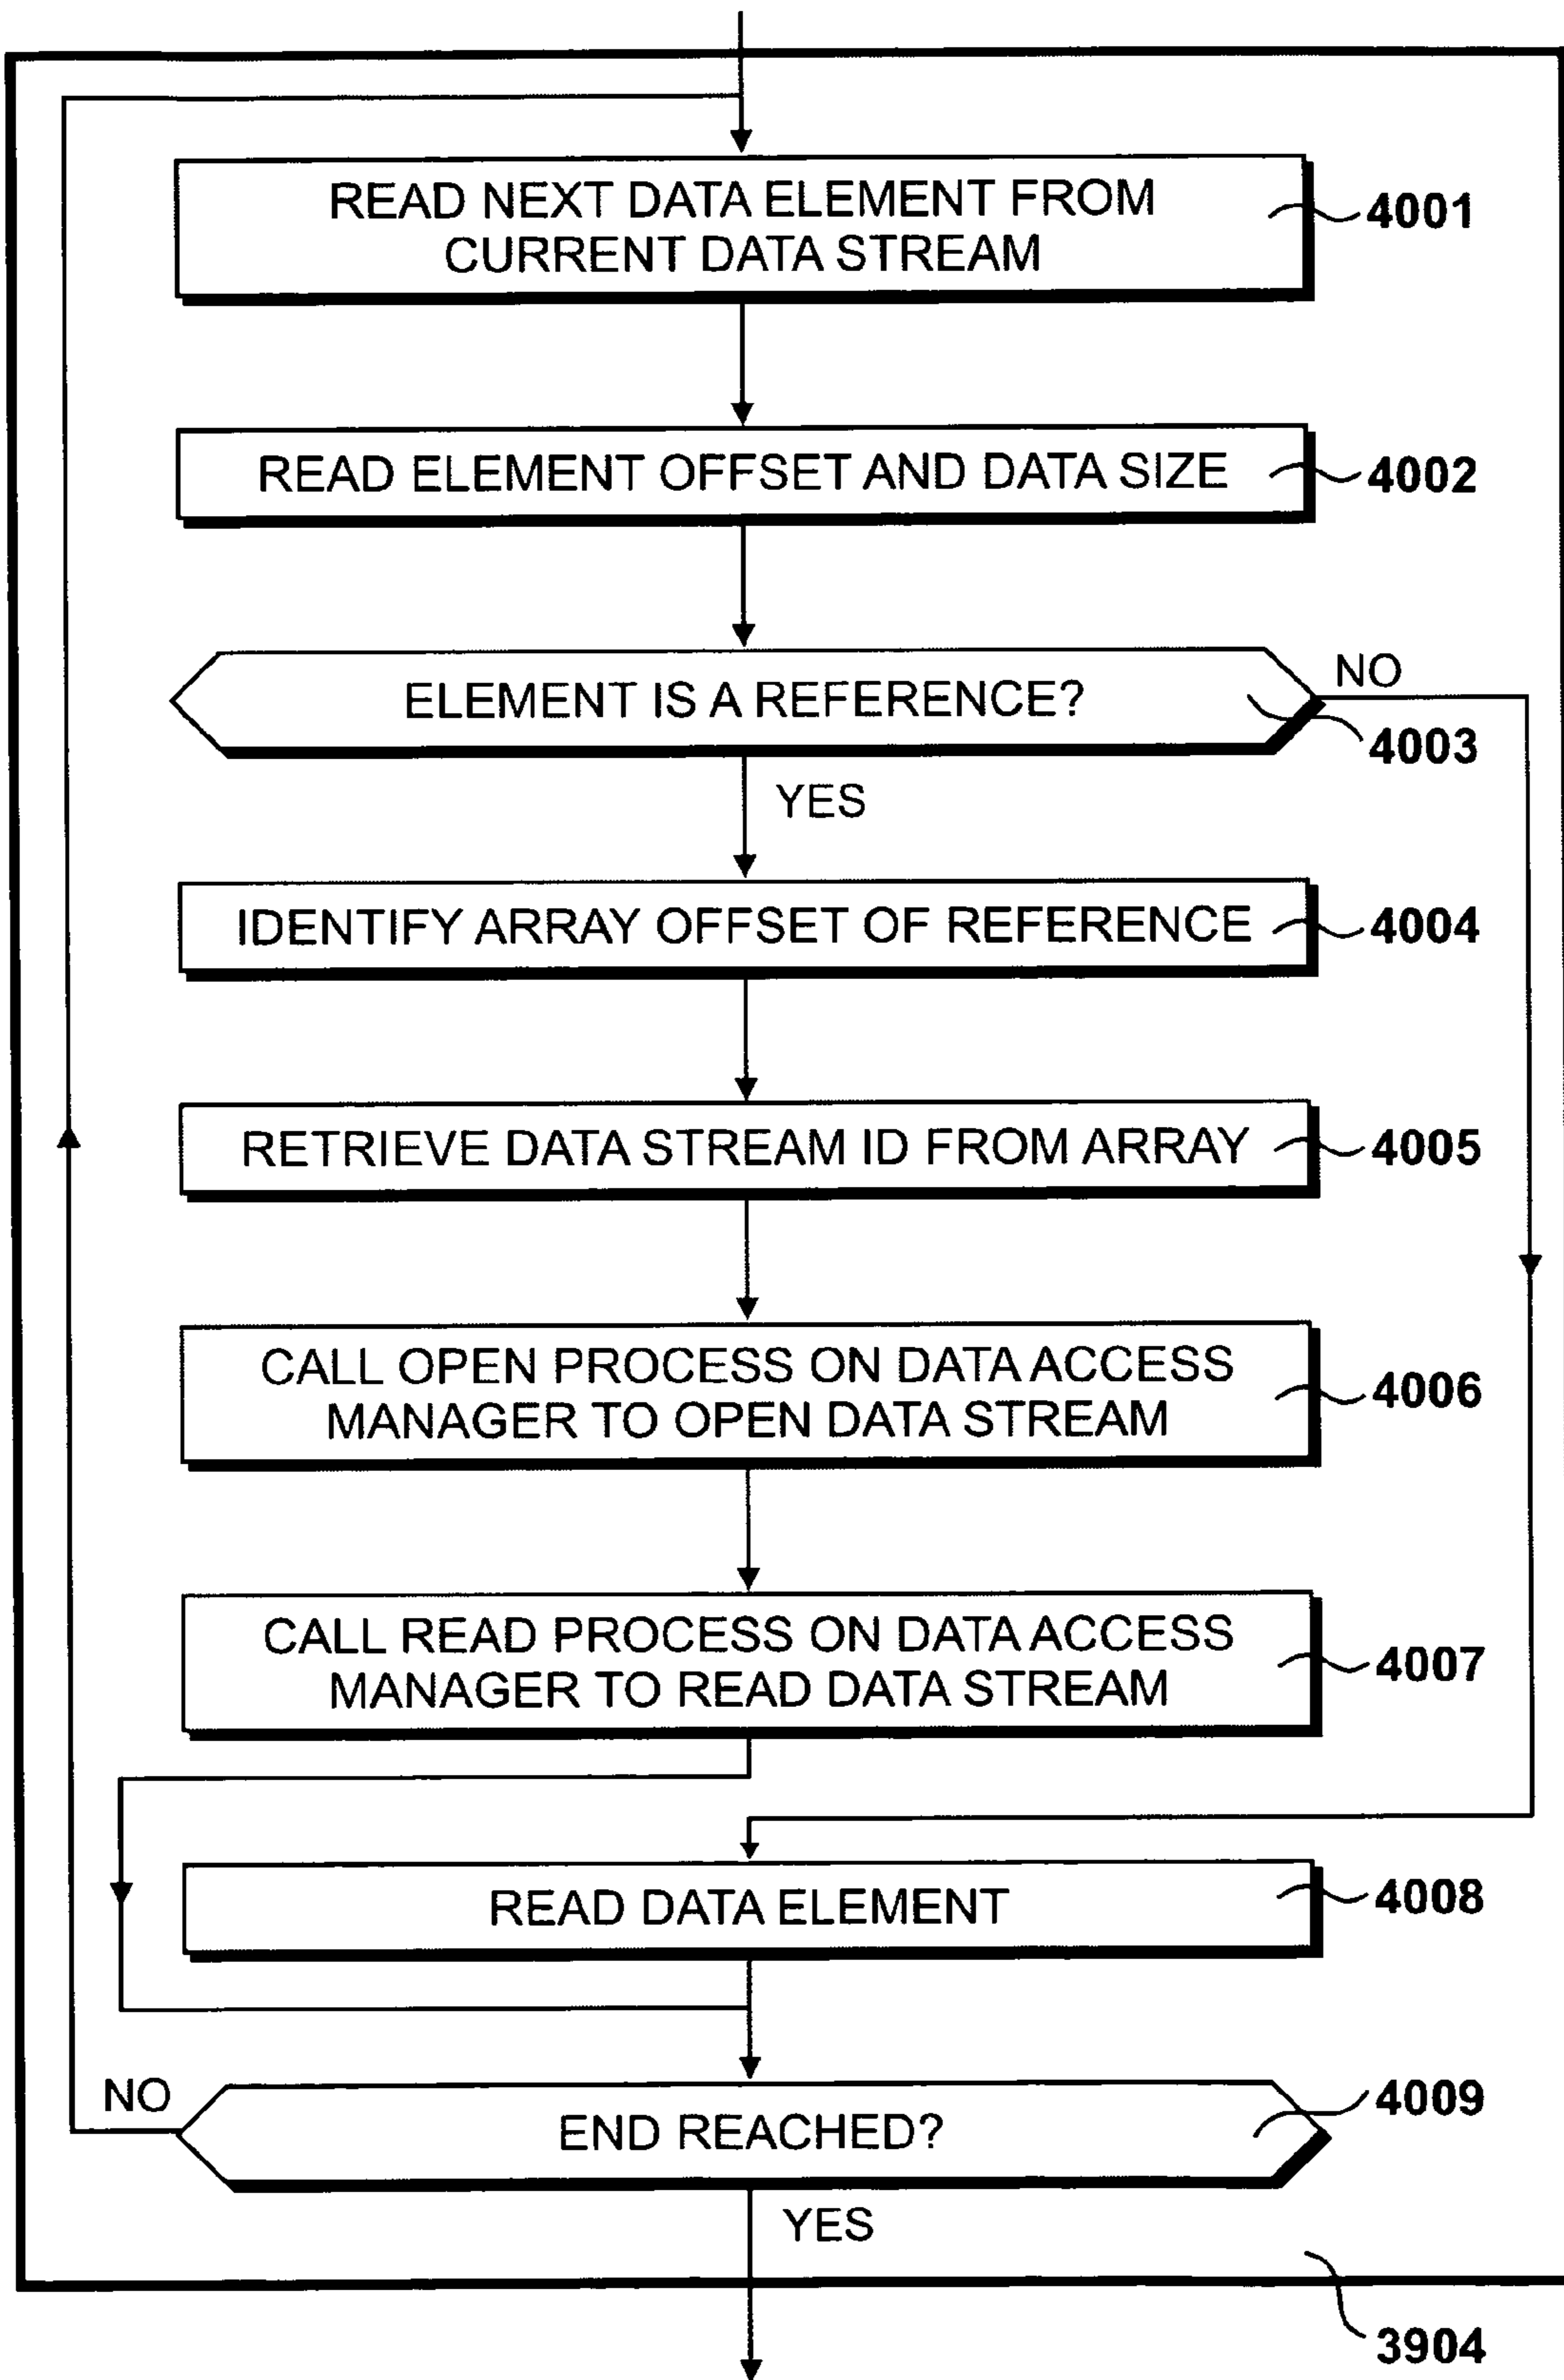 READ NEXT DATA ELEMENT FROM
CURRENT DATA STREAM
4001
READ ELEMENT OFFSET AND DATA SIZE
4002
ELEMENT IS A REFERENCE?
NO
4003
YES
IDENTIFY ARRAY OFFSET OF REFERENCE
4004
RETRIEVE DATA STREAM ID FROM ARRAY
4005
CALL OPEN PROCESS ON DATA ACCESS
MANAGER TO OPEN DATA STREAM
4006
CALL READ PROCESS ON DATA ACCESS
MANAGER TO READ DATA STREAM
4007
READ DATA ELEMENT
4008
NO
END REACHED?
4009
YES
3904